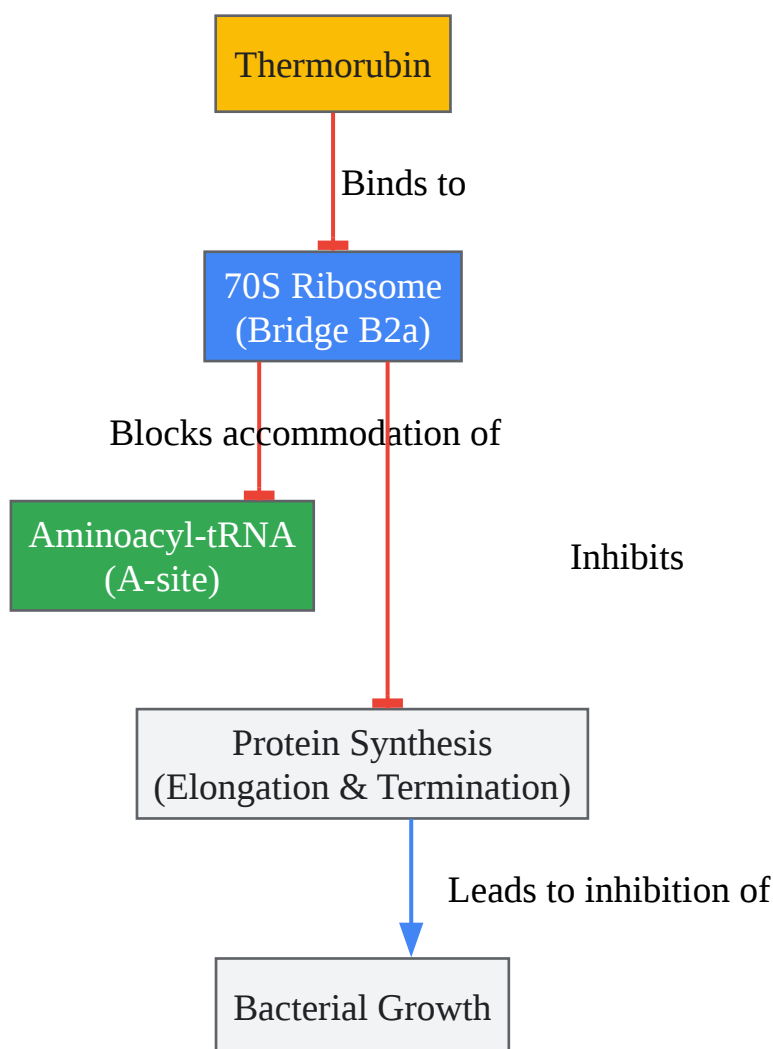 Thermorubin
Binds to
70S Ribosome
(Bridge B2a)
Blocks accommodation of
Aminoacyl-tRNA
(A-site)
Inhibits
Protein Synthesis
(Elongation & Termination)
Leads to inhibition of
Bacterial Growth